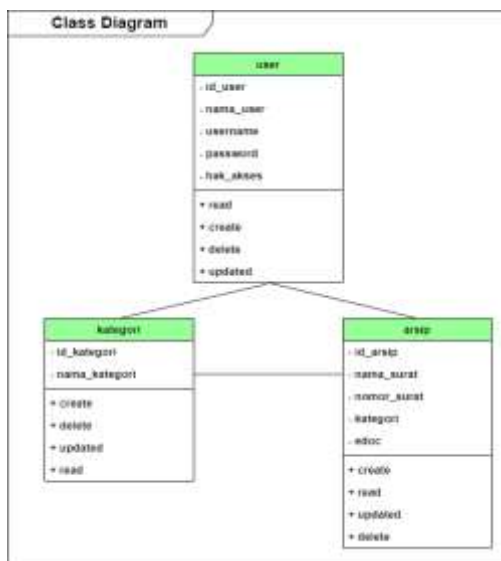 Class Diagram
user
- id_user
- nama_user
- username
- password
- hak_akses
+ read
+ create
+ delete
+ updated
kategori
- id_kategori
- nama_kategori
+ create
+ delete
+ updated
+ read
arsip
- id_arsip
- nama_surat
- nomor_surat
- kategori
- edoc
+ create
+ read
+ updated
+ delete